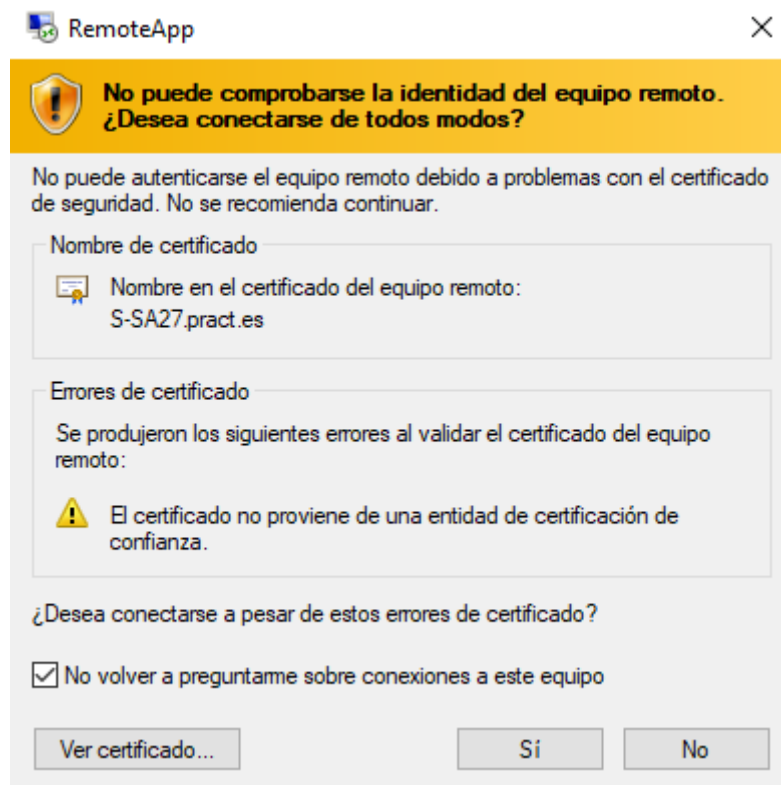 RemoteApp
No puede comprobarse la identidad del equipo remoto.
¿Desea conectarse de todos modos?
No puede autenticarse el equipo remoto debido a problemas con el certificado
de seguridad. No se recomienda continuar.
Nombre de certificado
Nombre en el certificado del equipo remoto:
S-SA27.pract.es
Errores de certificado
Se produjeron los siguientes errores al validar el certificado del equipo
remoto:
El certificado no proviene de una entidad de certificación de
confianza.
¿Desea conectarse a pesar de estos errores de certificado?
No volver a preguntarme sobre conexiones a este equipo
Ver certificado... Sí No